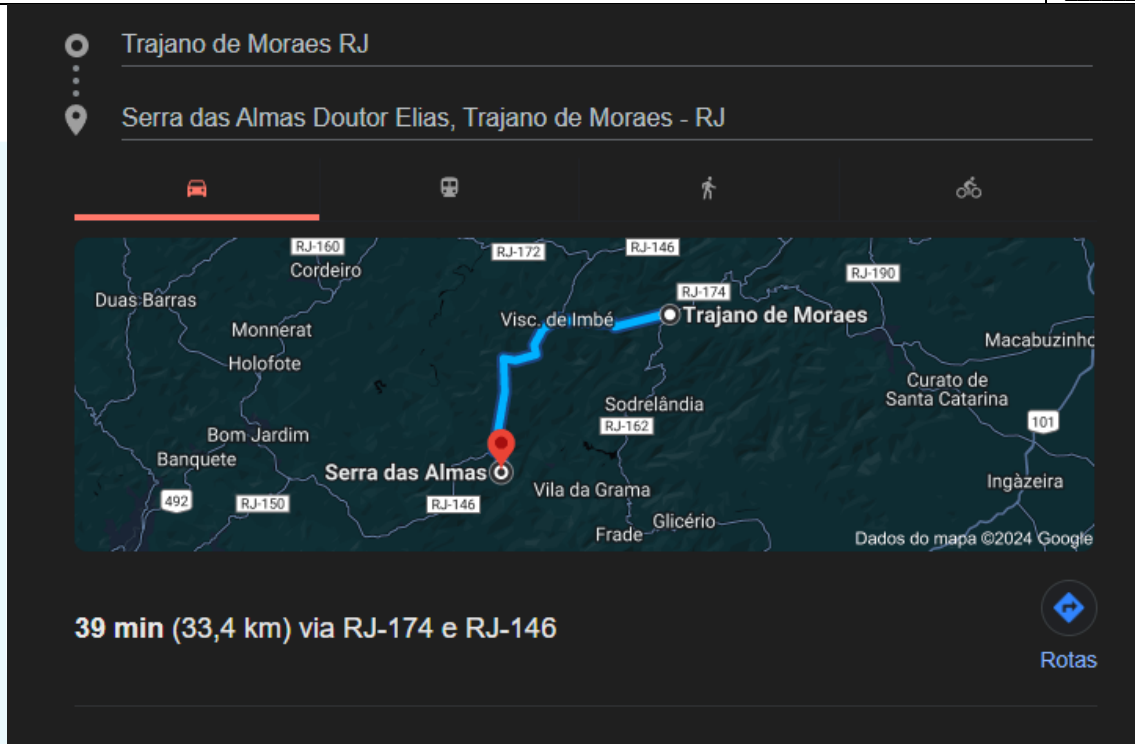 Trajano de Moraes RJ
Serra das Almas Doutor Elias, Trajano de Moraes - RJ
RJ-160
RJ-172
RJ-146
Cordeiro
RJ-190
RJ-174
Duas Barras
Visc. de Imbé
Trajano de Moraes
Monnerat
Macabuzinho
Holofote
Curato de
Santa Catarina
Sodrelândia
RJ-162
101
Bom Jardim
Banquete
Serra das Almas
Ingàzeira
Vila da Grama
492
RJ-150
RJ-146
Glicério
Frade
Dados do mapa ©2024 Google
39 min (33,4 km) via RJ-174 e RJ-146
Rotas